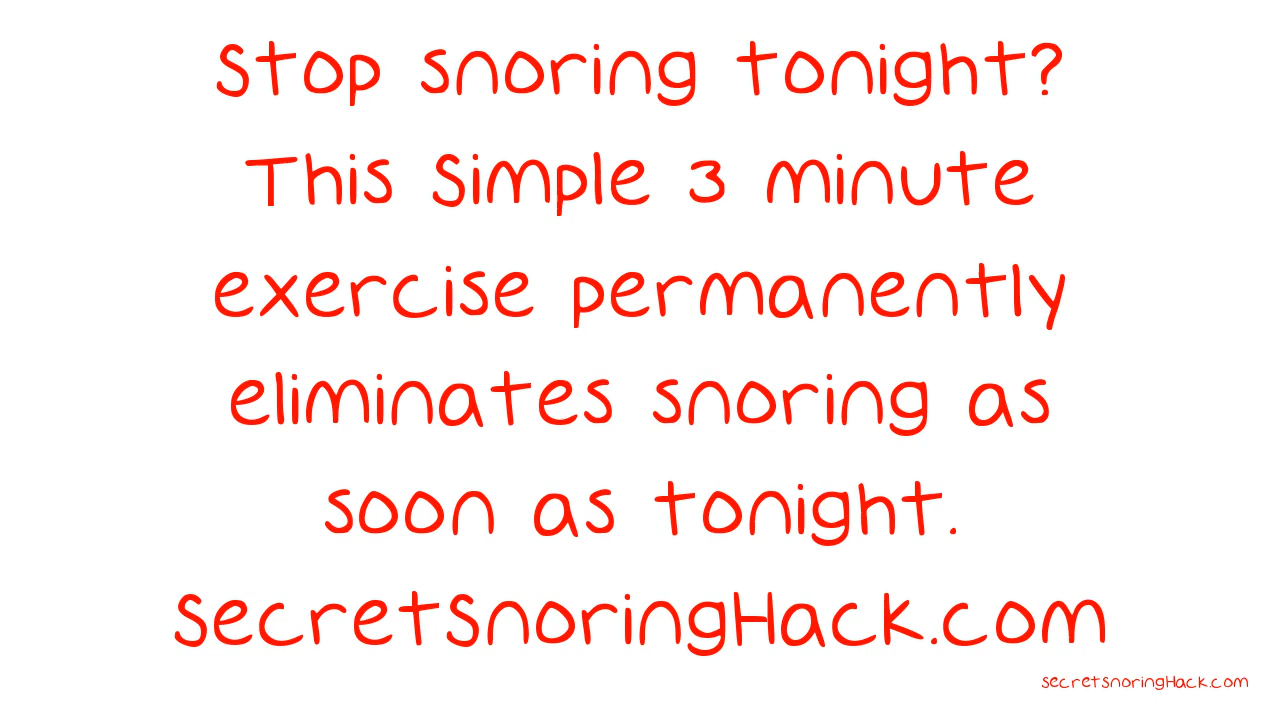 Stop snoring tonight?
This Simple 3 minute
exercise permanently
eliminates snoring as
soon as tonight.
SecretSnoringHack.com
secretsnoringHack.com